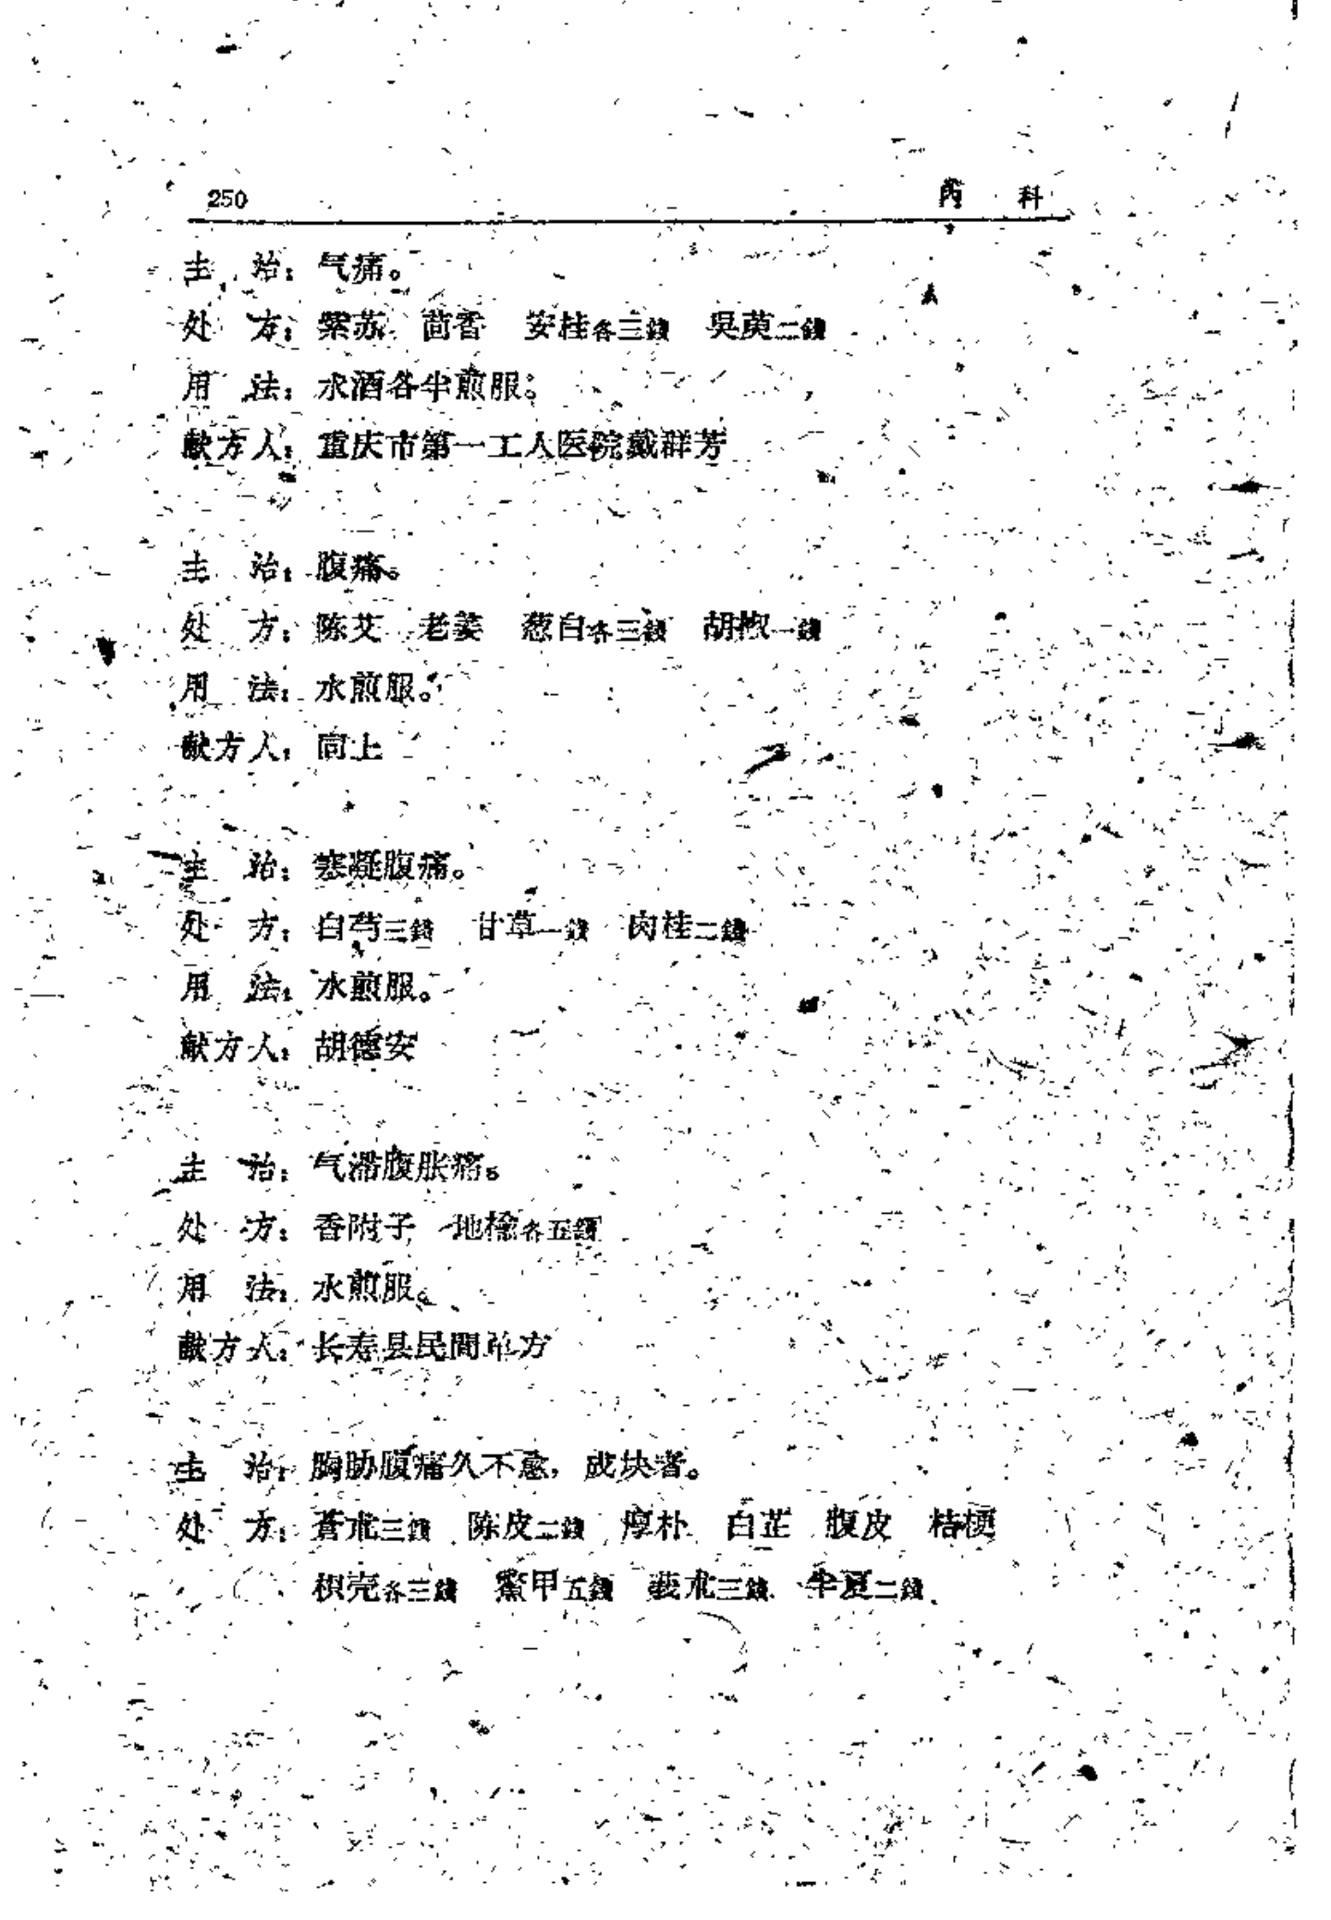 250 内 科
主 治：气痛。
处 方：紫苏 茴香 安桂各三錢 吳萸二錢
用 法：水酒各半煎服。
献方人：重庆市第一工人医院戴群芳
主 治：腹痛。
处 方：陈艾 老姜 葱白各三錢 胡椒一錢
用 法：水煎服。
献方人：同上
主 治：寒凝腹痛。
处 方：白芍三錢 甘草一錢 肉桂二錢
用 法：水煎服。
献方人：胡德安
主 治：气滞腹胀痛。
处 方：香附子 地榆各五錢
用 法：水煎服。
献方人：长寿县民間单方
主 治：胸胁腹痛久不愈，成块者。
处 方：蒼朮三錢 陈皮二錢 厚朴 白芷 腹皮 桔梗
枳壳各三錢 鱉甲五錢 莪朮三錢 半夏二錢